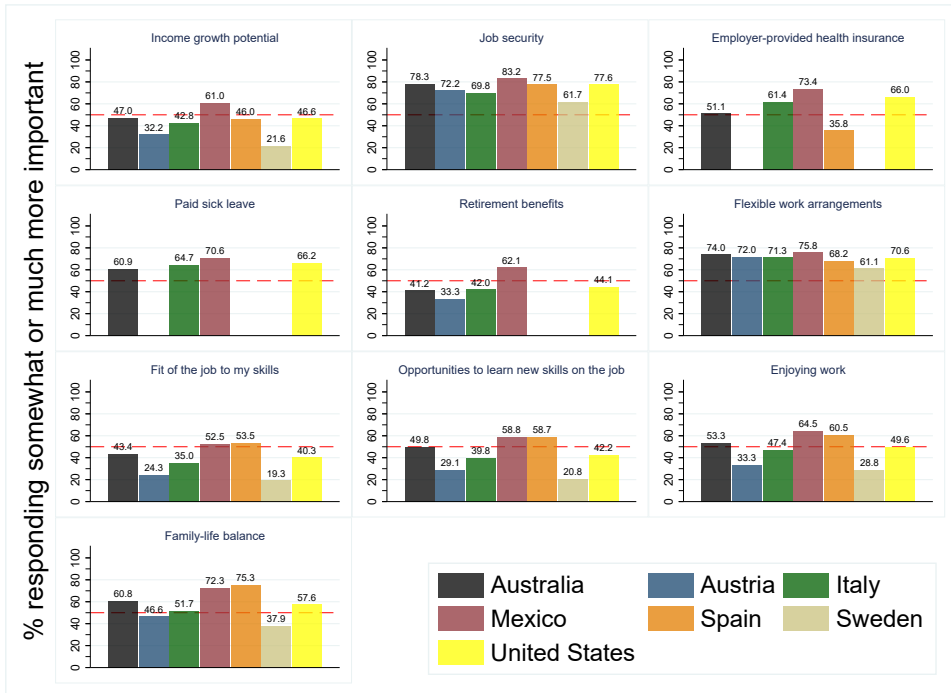 % responding somewhat or much more important
Income growth potential
0 20 40 60 80 100
47.0 32.2 42.8 61.0 46.0 21.6 46.6
Job security
0 20 40 60 80 100
78.3 72.2 69.8 83.2 77.5 61.7 77.6
Employer-provided health insurance
0 20 40 60 80 100
51.1 61.4 73.4 35.8 66.0
Paid sick leave
0 20 40 60 80 100
60.9 64.7 70.6 66.2
Retirement benefits
0 20 40 60 80 100
41.2 33.3 42.0 62.1 44.1
Flexible work arrangements
0 20 40 60 80 100
74.0 72.0 71.3 75.8 68.2 61.1 70.6
Fit of the job to my skills
0 20 40 60 80 100
43.4 24.3 35.0 52.5 53.5 19.3 40.3
Opportunities to learn new skills on the job
0 20 40 60 80 100
49.8 29.1 39.8 58.8 58.7 20.8 42.2
Enjoying work
0 20 40 60 80 100
53.3 33.3 47.4 64.5 60.5 28.8 49.6
Family-life balance
0 20 40 60 80 100
60.8 46.6 51.7 72.3 75.3 37.9 57.6
Australia Austria Italy
Mexico Spain Sweden
United States